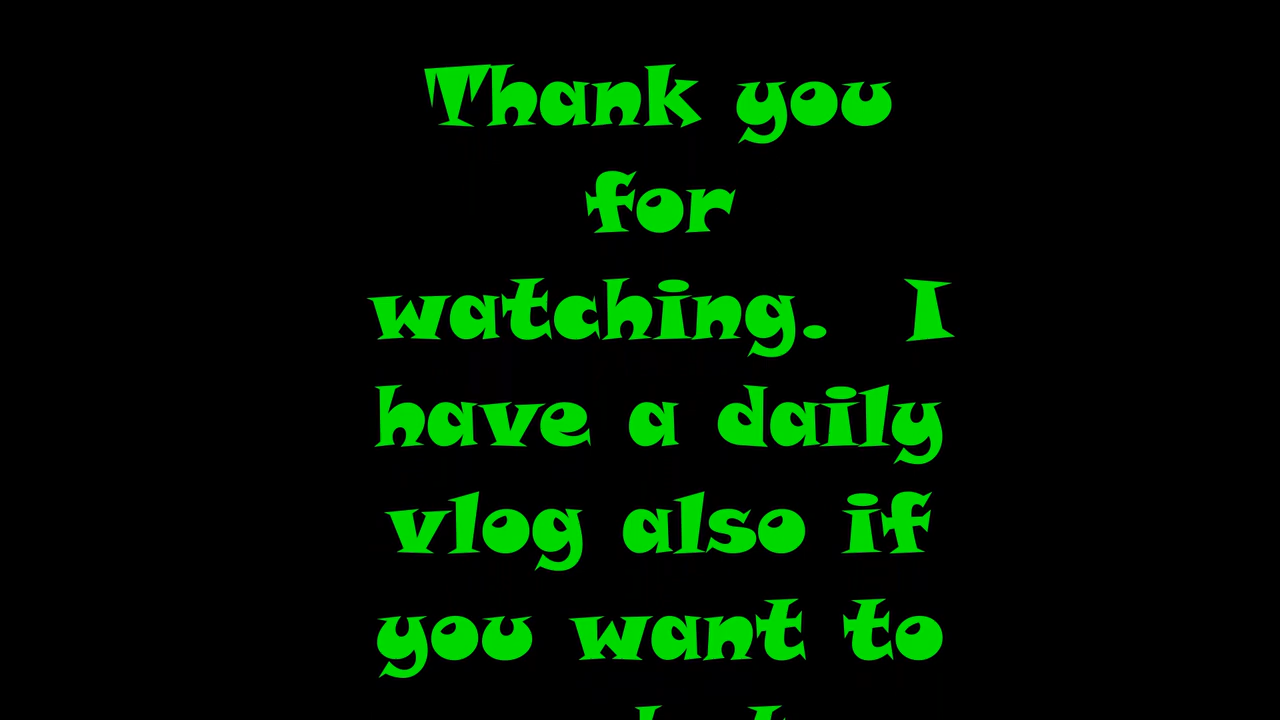 Thank you
for
watching.  I
have a daily
vlog also if
you want to